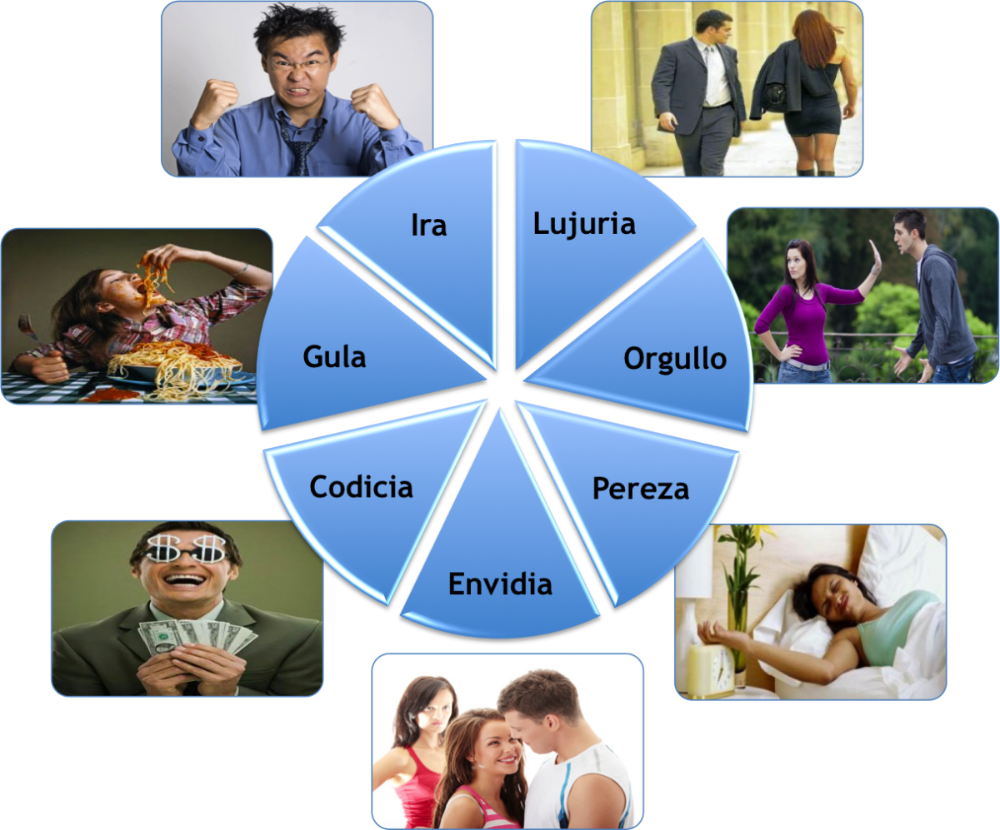 Ira
Lujuria
Gula
Orgullo
Codicia
Pereza
Envidia